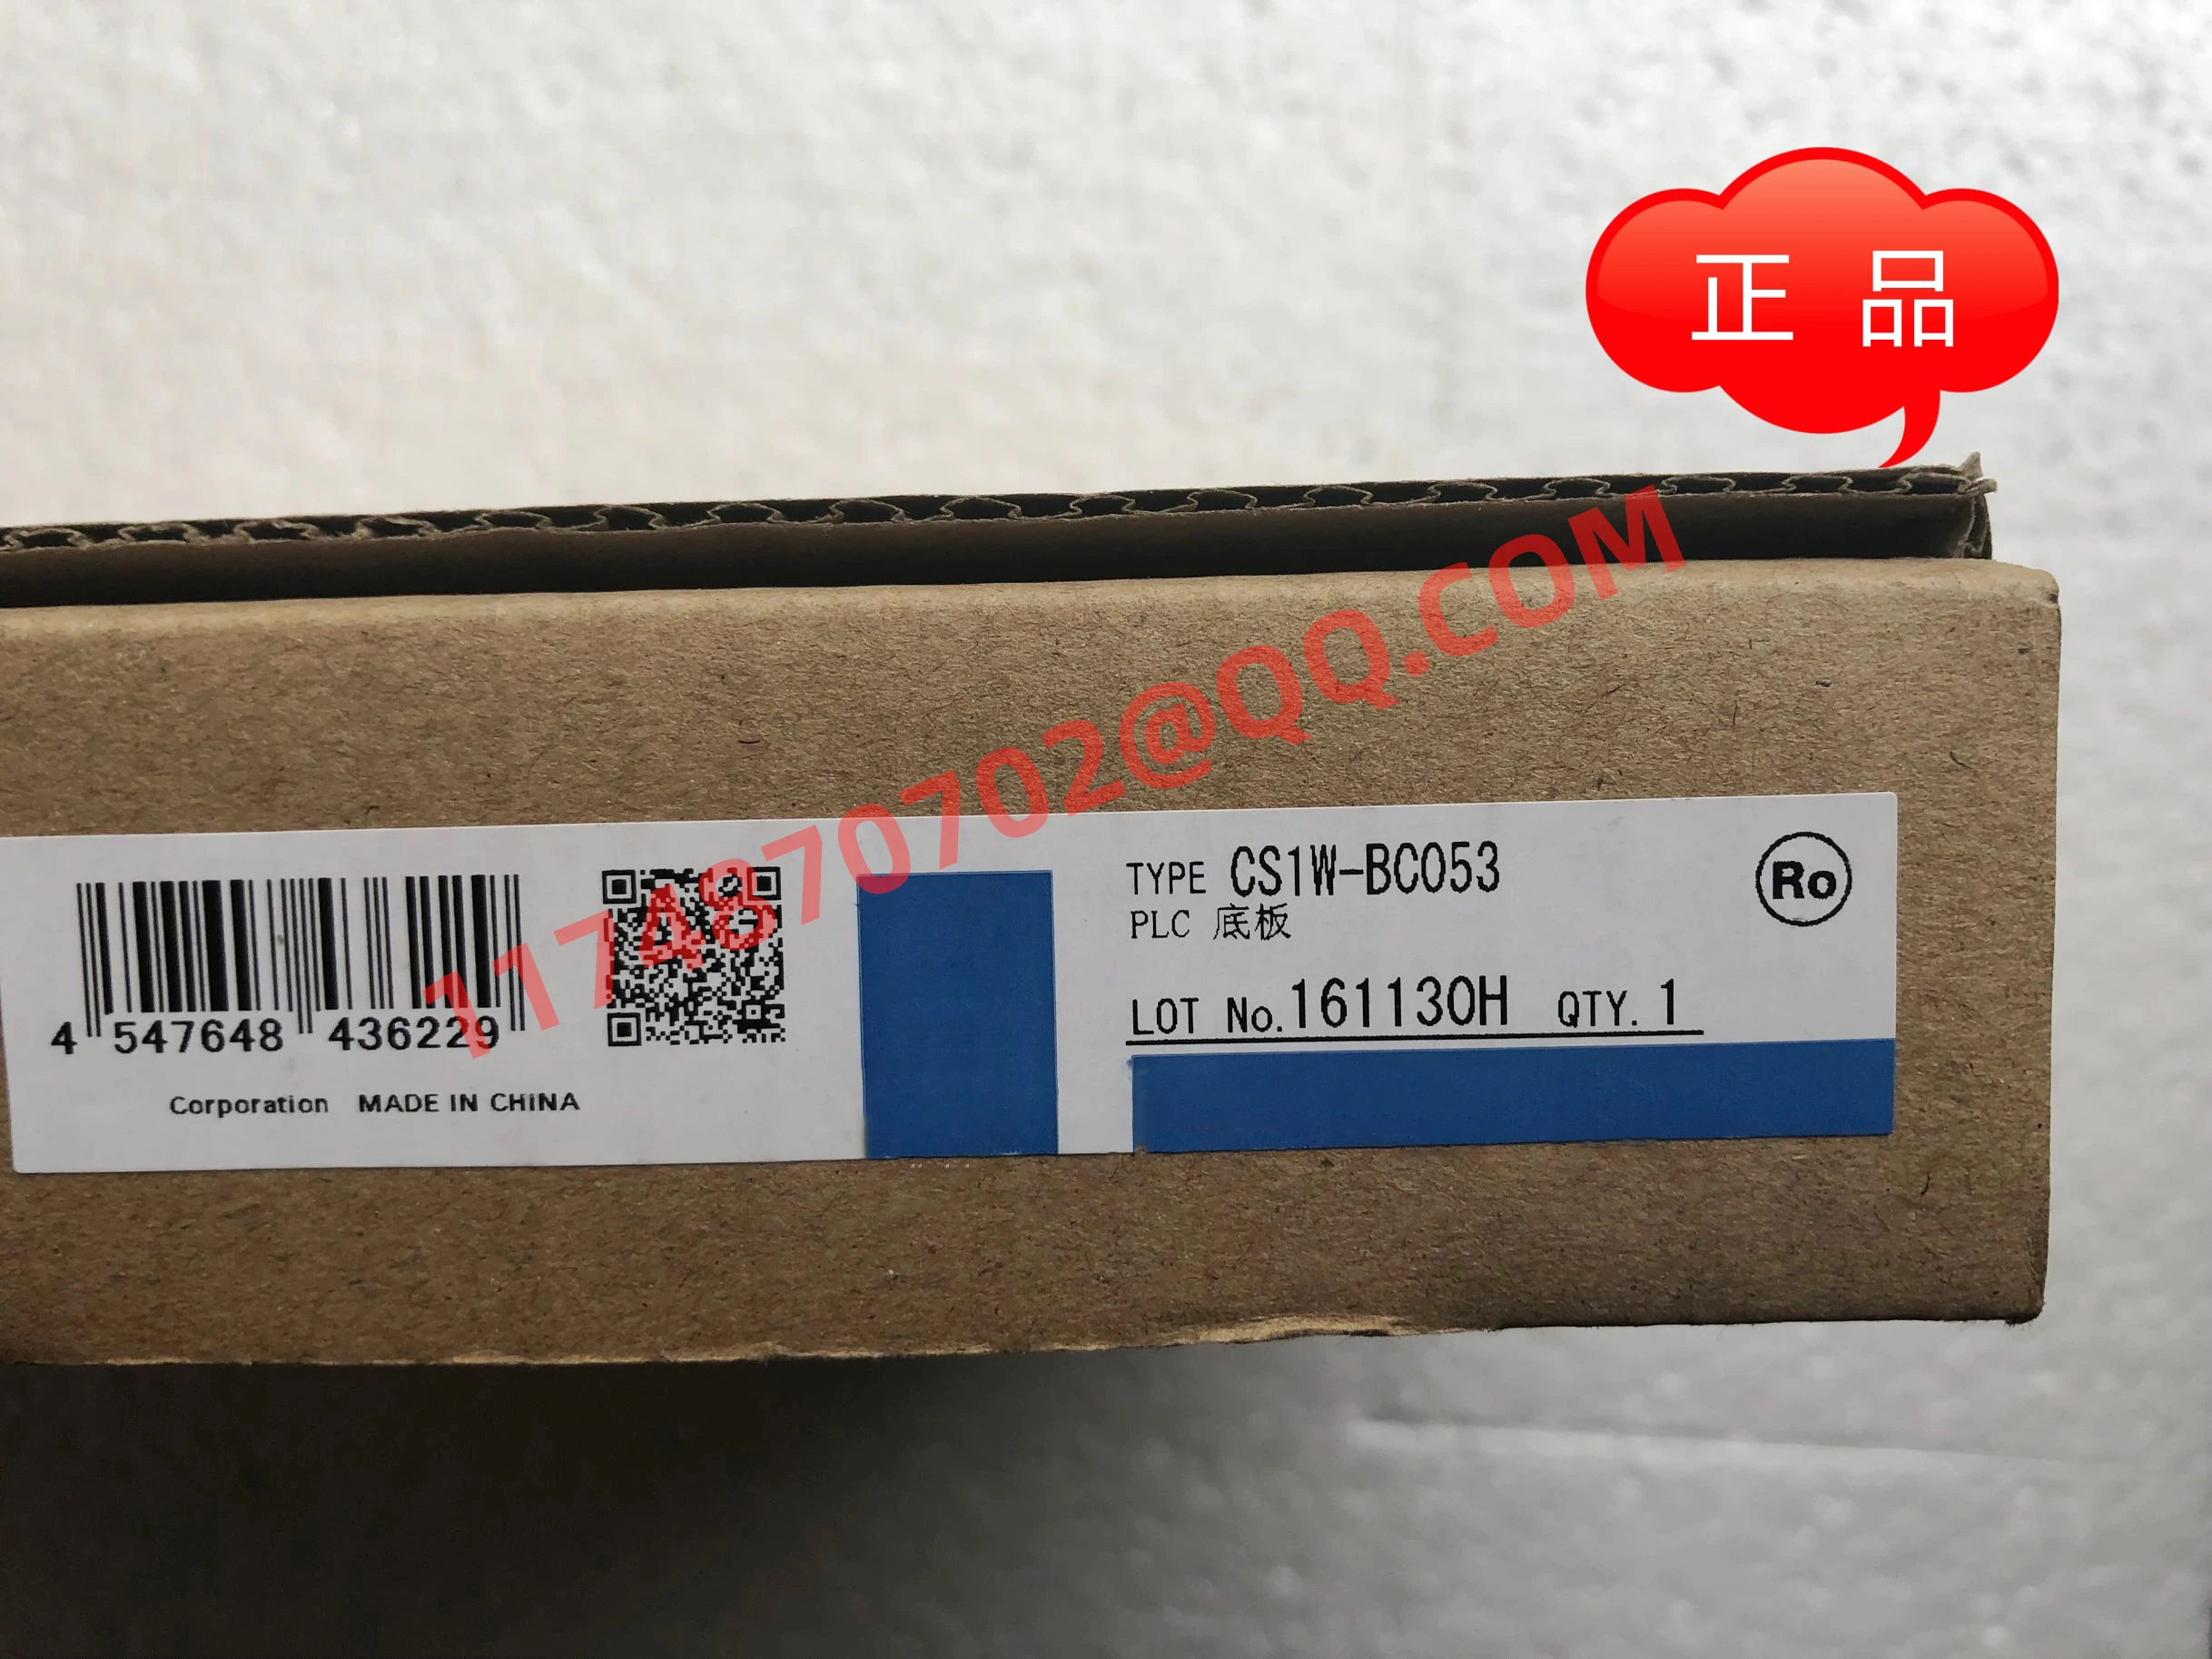 正 品
1174870702@QQ.COM
TYPE CS1W-BC053
Ro
PLC 底板
LOT No.161130H QTY.1
4 547648 436229
Corporation MADE IN CHINA